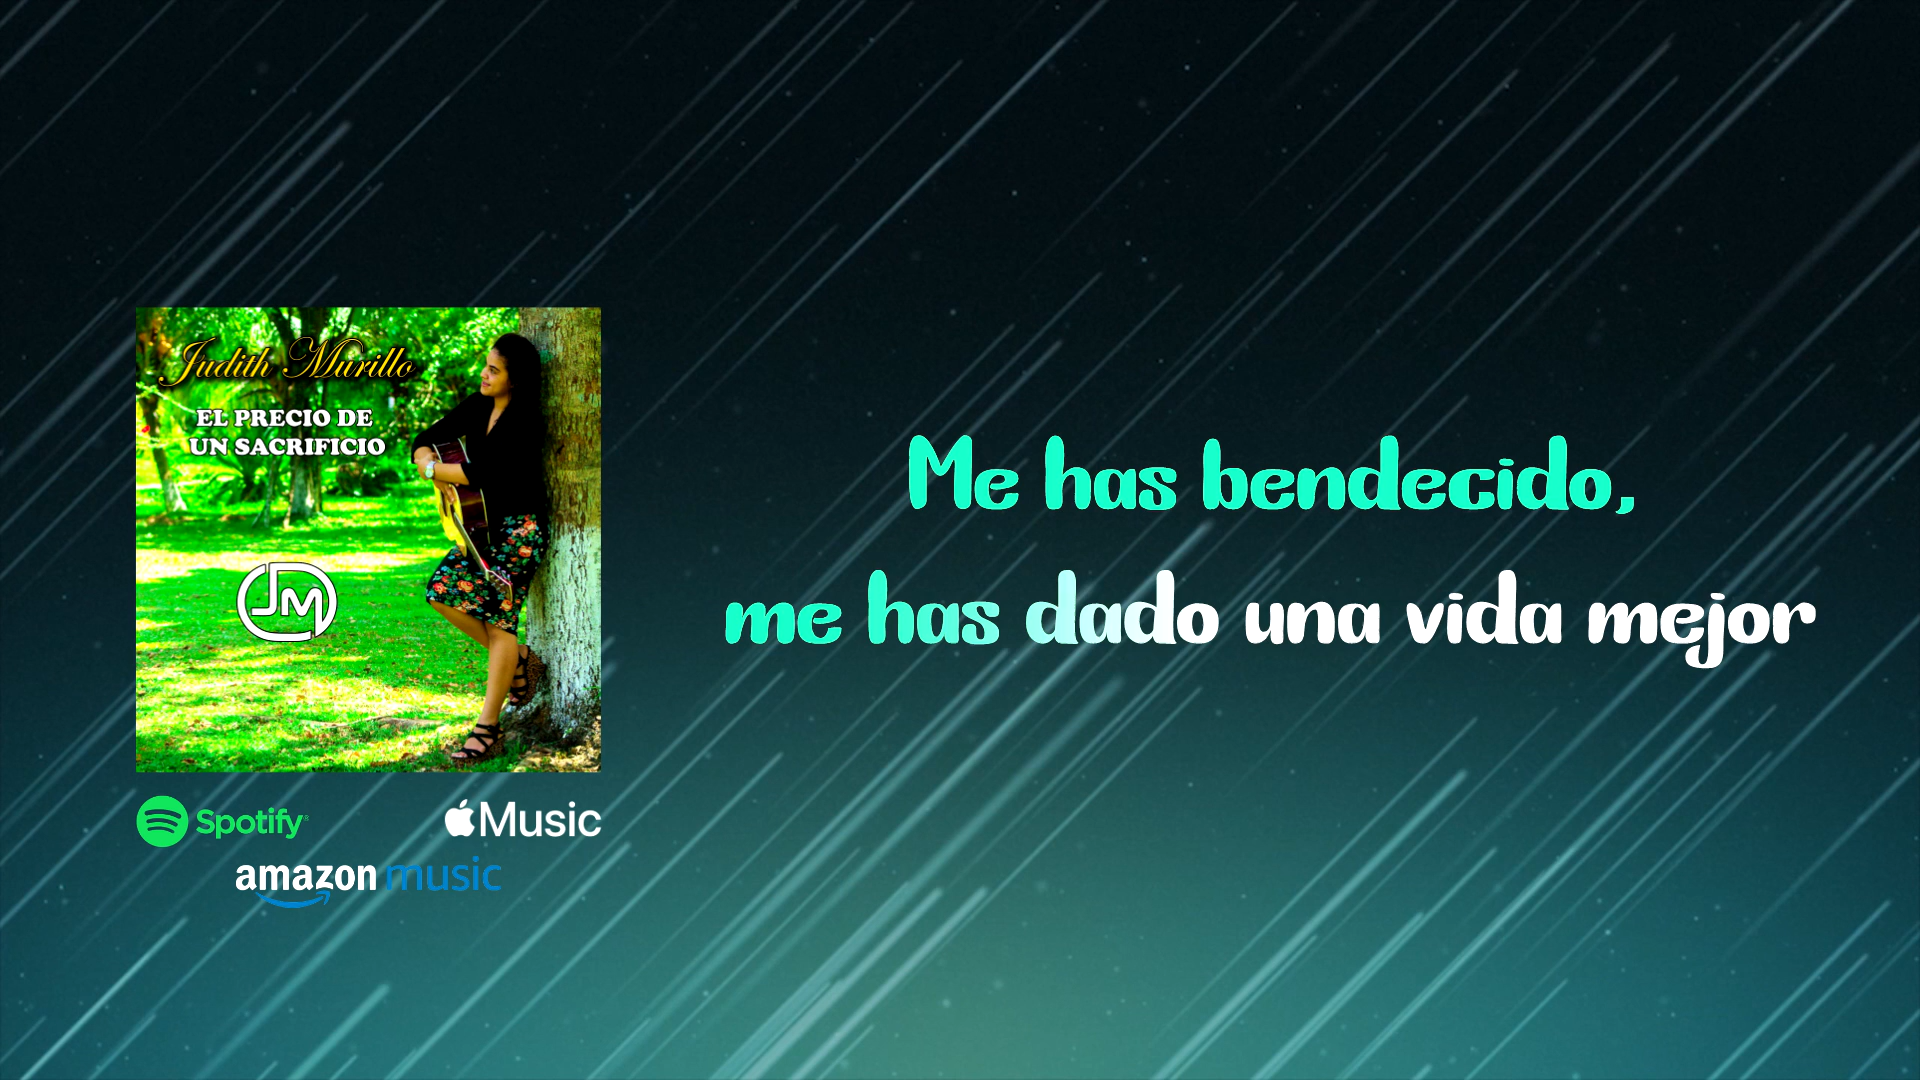 Judith Murillo
EL PRECIO DE
UN SACRIFICIO
JM
Spotify®
Music
amazon music
Me has bendecido,
me has dado una vida mejor